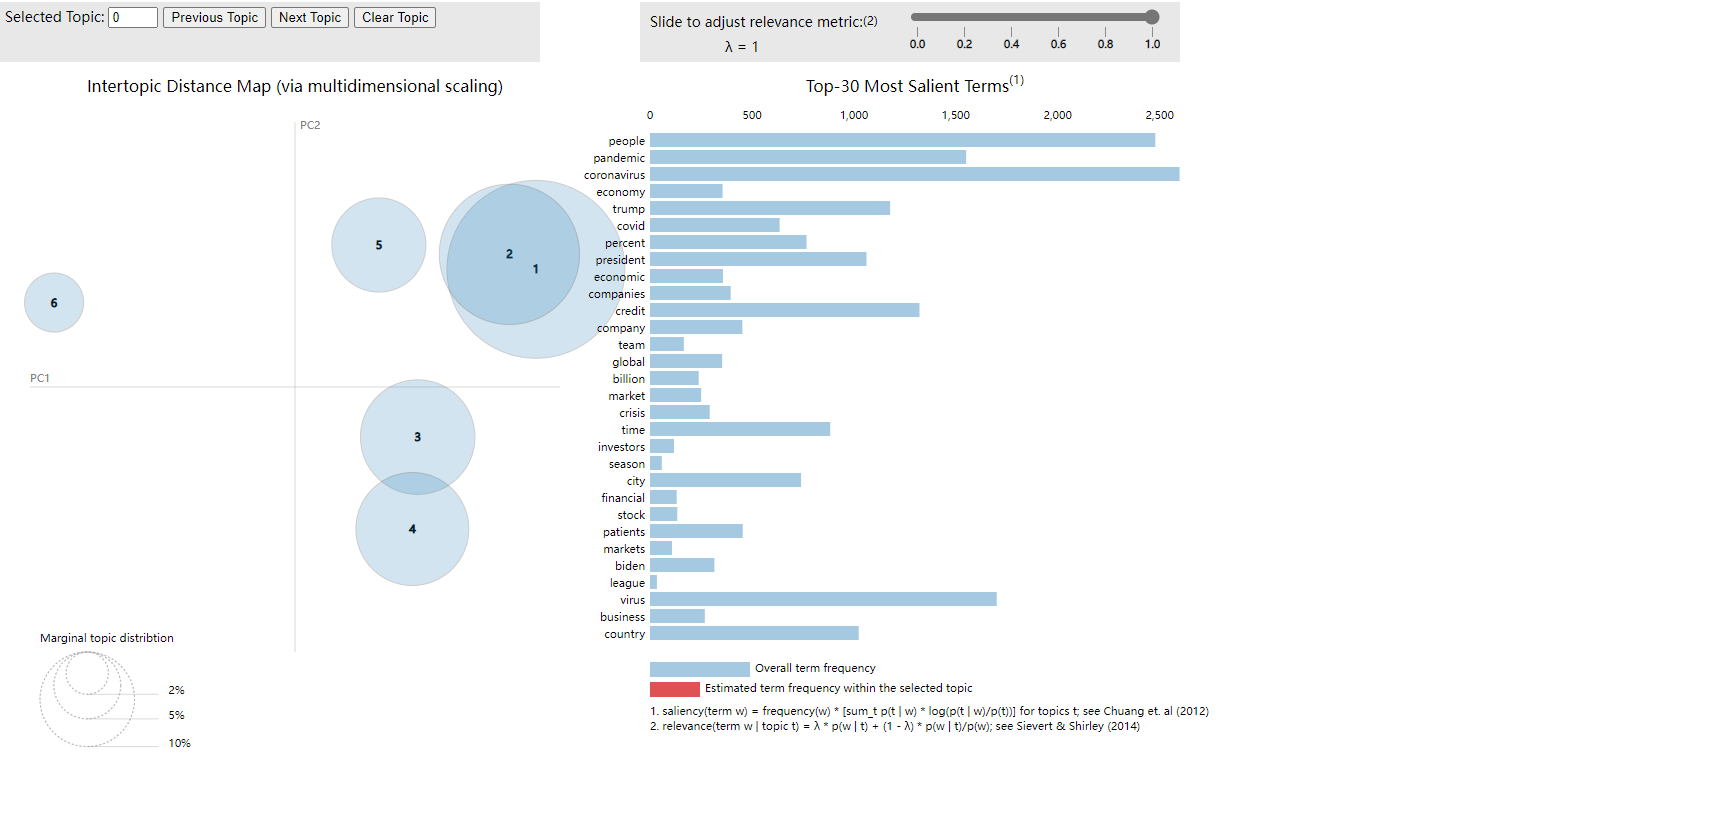 Selected Topic: 0 Previous Topic Next Topic Clear Topic
Slide to adjust relevance metric:(2)
λ = 1
0.0 0.2 0.4 0.6 0.8 1.0
Intertopic Distance Map (via multidimensional scaling)
PC2
PC1
5
2
1
6
3
4
Marginal topic distribtion
2%
5%
10%
Top-30 Most Salient Terms(1)
0 500 1,000 1,500 2,000 2,500
people
pandemic
coronavirus
economy
trump
covid
percent
president
economic
companies
credit
company
team
global
billion
market
crisis
time
investors
season
city
financial
stock
patients
markets
biden
league
virus
business
country
Overall term frequency
Estimated term frequency within the selected topic
1. saliency(term w) = frequency(w) * [sum_t p(t | w) * log(p(t | w)/p(t))] for topics t; see Chuang et. al (2012)
2. relevance(term w | topic t) = λ * p(w | t) + (1 - λ) * p(w | t)/p(w); see Sievert & Shirley (2014)